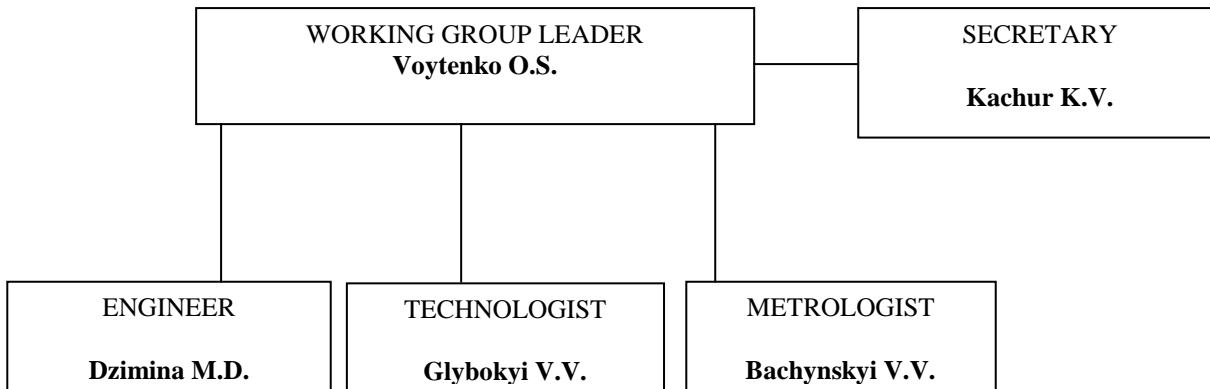 WORKING GROUP LEADER
Voytenko O.S.
SECRETARY
Kachur K.V.
ENGINEER
Dzimina M.D.
TECHNOLOGIST
Glybokyi V.V.
METROLOGIST
Bachynskyi V.V.